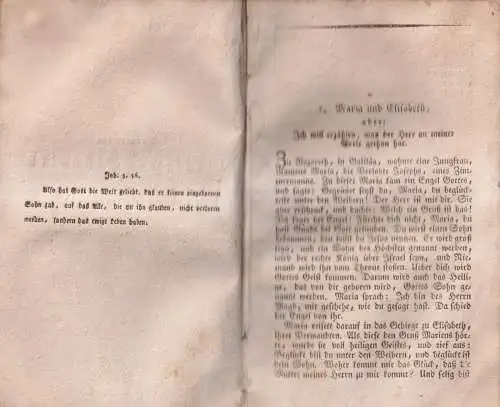 Joh. 3, 16.
Also hat Gott die Welt geliebt, daß er seinen eingebornen
Sohn gab, auf das Alle, die an ihn glauben, nicht verloren
werden, sondern das ewige Leben haben.
1. Maria und Elisabeth,
oder:
Ich will erzählen, was der Herr an meiner
Seele gethan hat.
Zu Nazareth, in Galiläa, wohnte eine Jungfrau,
Namens Maria, die Verlobte Josephs, eines Zim-
mermanns. Zu dieser Maria kam ein Engel Gottes,
und sagte: Gegrüßt seyst du, Maria, du beglück-
te unter den Weibern! Der Herr ist mit dir. Sie
erschrack, und dachte: Welch ein Gruß ist das?
Da sagte der Engel: Fürchte dich nicht, Maria, du
hast Gnade bei Gott gefunden. Du wirst einen Sohn
bekommen, den sollst du Jesus nennen. Er wird groß
seyn, und ein Sohn des Höchsten genannt werden, er
wird der rechte König über Israel seyn, und Nie-
mand wird ihn vom Throne stoßen. Ueber dich wird
Gottes Geist kommen. Darum wird auch das Heili-
ge, das von dir geboren wird, Gottes Sohn ge-
nannt werden. Maria sprach: Ich bin des Herrn
Magd, mir geschehe, wie du gesagt hast. Da schied
der Engel von ihr.
Maria reisete darauf in das Gebirge zu Elisabeth,
ihrer Verwandten. Als diese den Gruß Mariens hör-
te, wurde sie voll heiligen Geistes, und rief aus:
Beglückt bist du unter den Weibern, und beglückt ist
dein Sohn. Woher kommt mir das Glück, daß die
Mutter meines Herrn zu mir kommt? Und selig bist